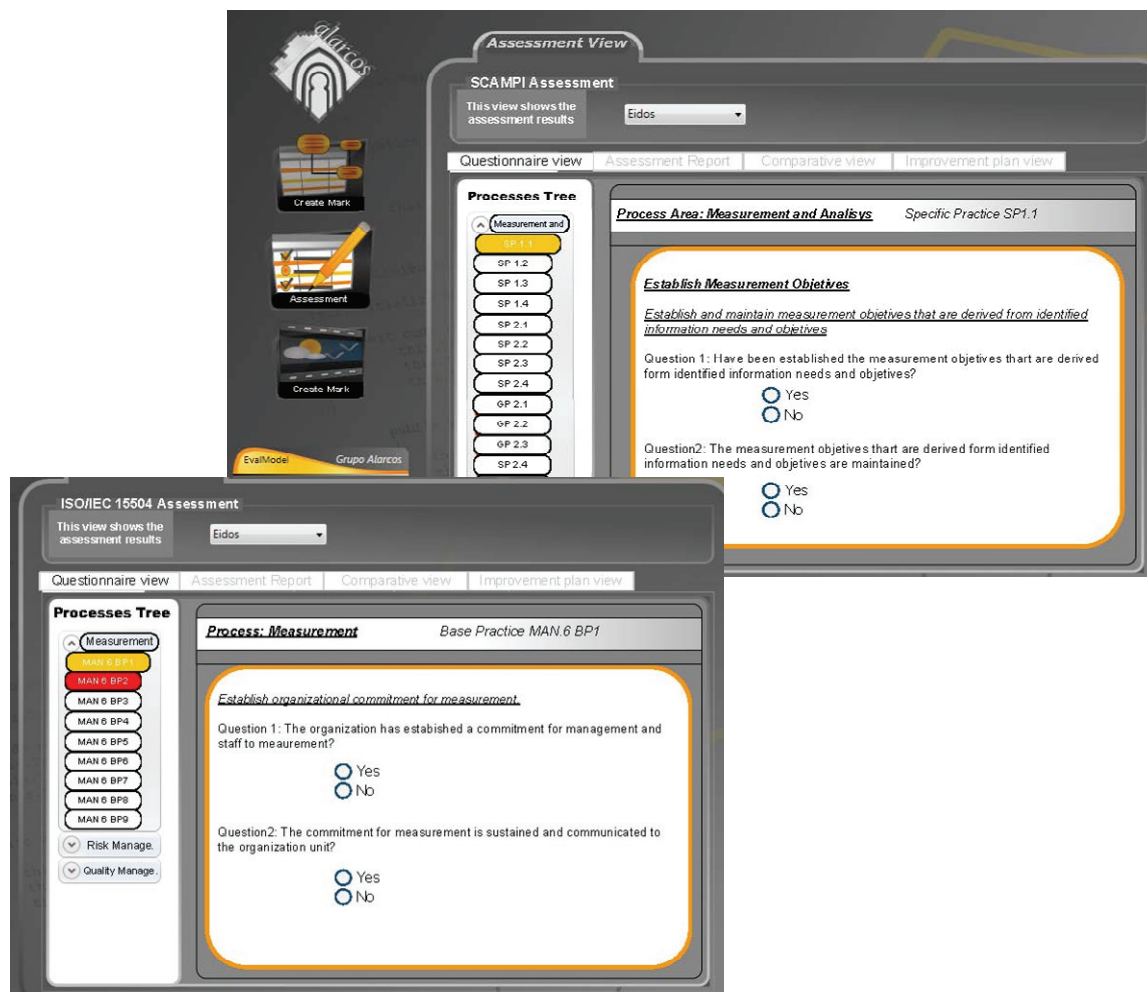 alarcos
Assessment View
SCAMPI Assessment
This view shows the
assessment results
Eidos
Questionnaire view
Assessment Report
Comparative view
Improvement plan view
Create Mark
Assessment
Create Mark
EvalModel
Grupo Alarcos
Processes Tree
Measurement and
SP 1.1
SP 1.2
SP 1.3
SP 1.4
SP 2.1
SP 2.2
SP 2.3
SP 2.4
GP 2.1
GP 2.2
GP 2.3
SP 2.4
Process Area: Measurement and Analisys
Specific Practice SP1.1
Establish Measurement Objetives
Establish and maintain measurement objetives that are derived from identified
information needs and objetives
Question 1: Have been established the measurement objetives thart are derived
form identified information needs and objetives?
Yes
No
Question2: The measurement objetives thart are derived form identified
information needs and objetives are maintained?
Yes
No
ISO/IEC 15504 Assessment
This view shows the
assessment results
Eidos
Questionnaire view
Assessment Report
Comparative view
Improvement plan view
Processes Tree
Measurement
MAN 6 BP1
MAN 6 BP2
MAN 6 BP3
MAN 6 BP4
MAN 6 BP5
MAN 6 BP6
MAN 6 BP7
MAN 6 BP8
MAN 6 BP9
Risk Manage.
Quality Manage.
Process: Measurement
Base Practice MAN.6 BP1
Establish organizational commitment for measurement.
Question 1: The organization has estabished a commitment for management and
staff to meaurement?
Yes
No
Question2: The commitment for measurement is sustained and communicated to
the organization unit?
Yes
No